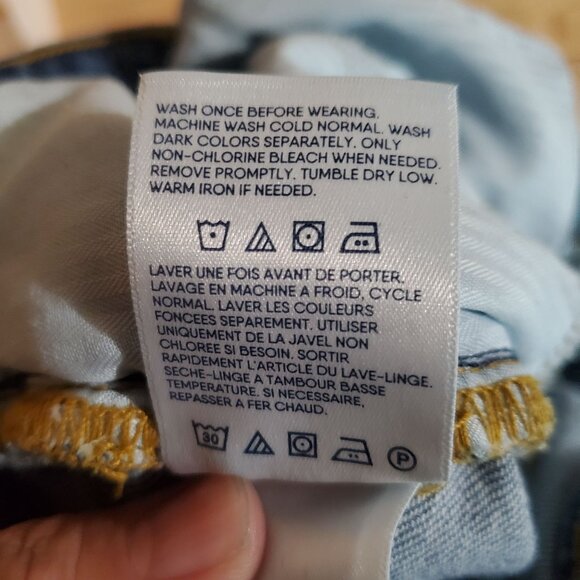 WASH ONCE BEFORE WEARING.
MACHINE WASH COLD NORMAL. WASH
DARK COLORS SEPARATELY. ONLY
NON-CHLORINE BLEACH WHEN NEEDED.
REMOVE PROMPTLY. TUMBLE DRY LOW.
WARM IRON IF NEEDED.
LAVER UNE FOIS AVANT DE PORTER.
LAVAGE EN MACHINE A FROID, CYCLE
NORMAL. LAVER LES COULEURS
FONCEES SEPAREMENT. UTILISER
UNIQUEMENT DE LA JAVEL NON
CHLOREE SI BESOIN. SORTIR
RAPIDEMENT L'ARTICLE DU LAVE-LINGE.
SECHE-LINGE A TAMBOUR BASSE
TEMPERATURE. SI NECESSAIRE,
REPASSER A FER CHAUD.
30 P